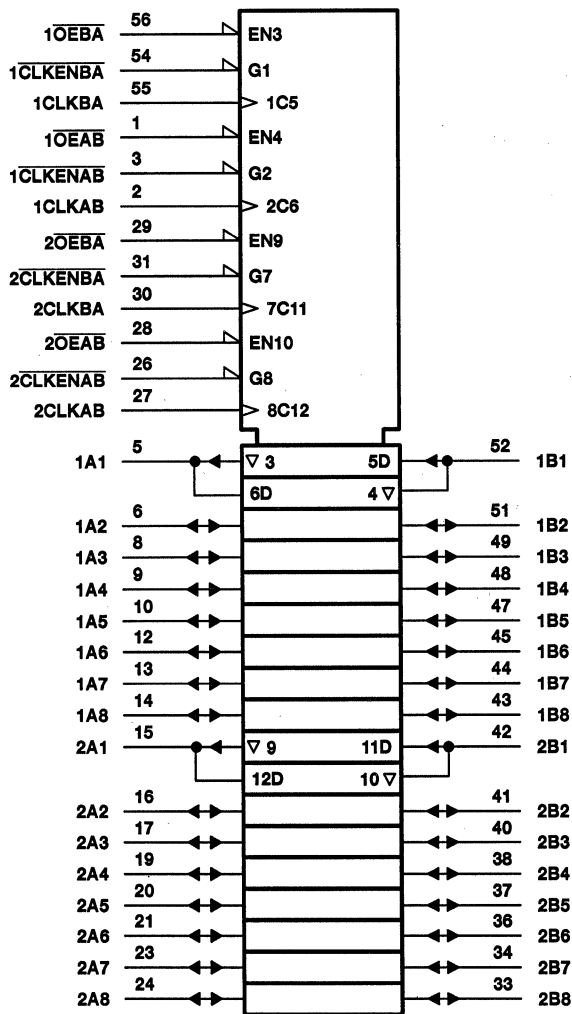 1OEBA 56 EN3
1CLKENBA 54 G1
1CLKBA 55 1C5
1OEAB 1 EN4
1CLKENAB 3 G2
1CLKAB 2 2C6
2OEBA 29 EN9
2CLKENBA 31 G7
2CLKBA 30 7C11
2OEAB 28 EN10
2CLKENAB 26 G8
2CLKAB 27 8C12
1A1 5 ▽ 3 5D 52 1B1
6D 4 ▽
1A2 6 51 1B2
1A3 8 49 1B3
1A4 9 48 1B4
1A5 10 47 1B5
1A6 12 45 1B6
1A7 13 44 1B7
1A8 14 43 1B8
2A1 15 ▽ 9 11D 42 2B1
12D 10 ▽
2A2 16 41 2B2
2A3 17 40 2B3
2A4 19 38 2B4
2A5 20 37 2B5
2A6 21 36 2B6
2A7 23 34 2B7
2A8 24 33 2B8